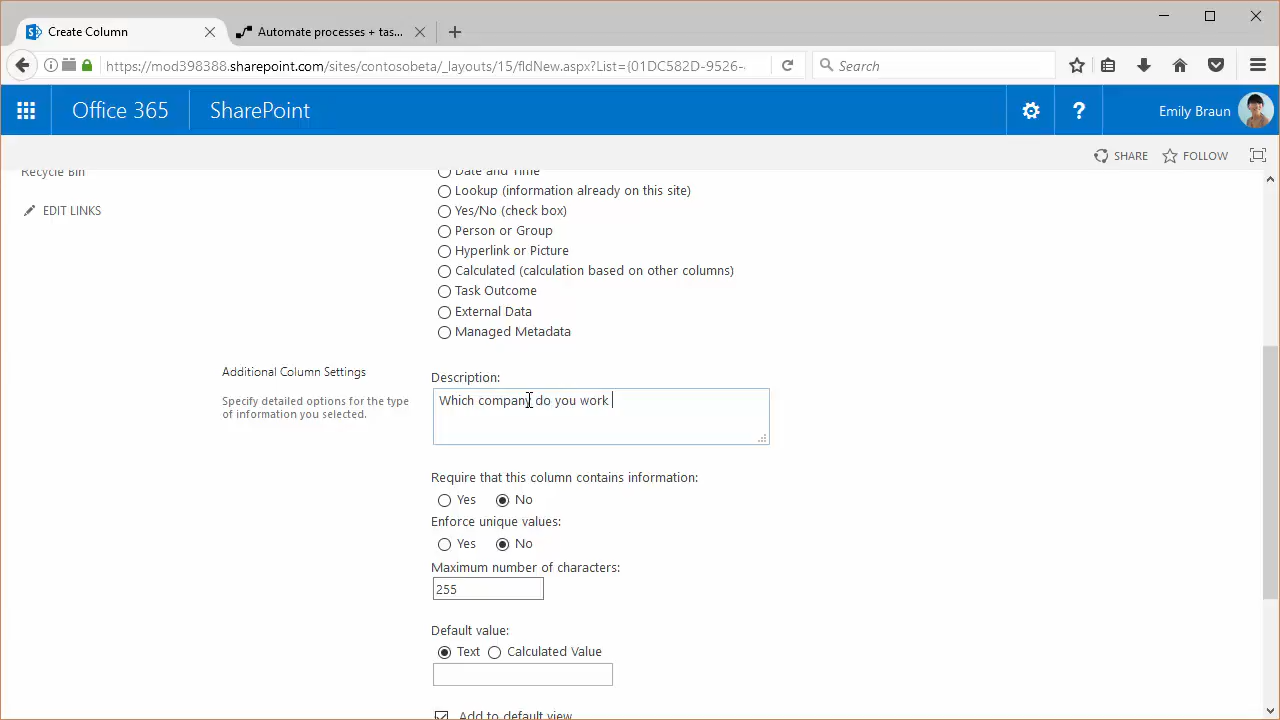 Create Column
Automate processes + tas...
https://mod398388.sharepoint.com/sites/contosobeta/_layouts/15/fldNew.aspx?List={01DC582D-9526-
Search
Office 365
SharePoint
?
Emily Braun
SHARE
FOLLOW
Recycle Bin
EDIT LINKS
Date and Time
Lookup (information already on this site)
Yes/No (check box)
Person or Group
Hyperlink or Picture
Calculated (calculation based on other columns)
Task Outcome
External Data
Managed Metadata
Additional Column Settings
Specify detailed options for the type
of information you selected.
Description:
Which company do you work
Require that this column contains information:
Yes No
Enforce unique values:
Yes No
Maximum number of characters:
255
Default value:
Text Calculated Value
Add to default view